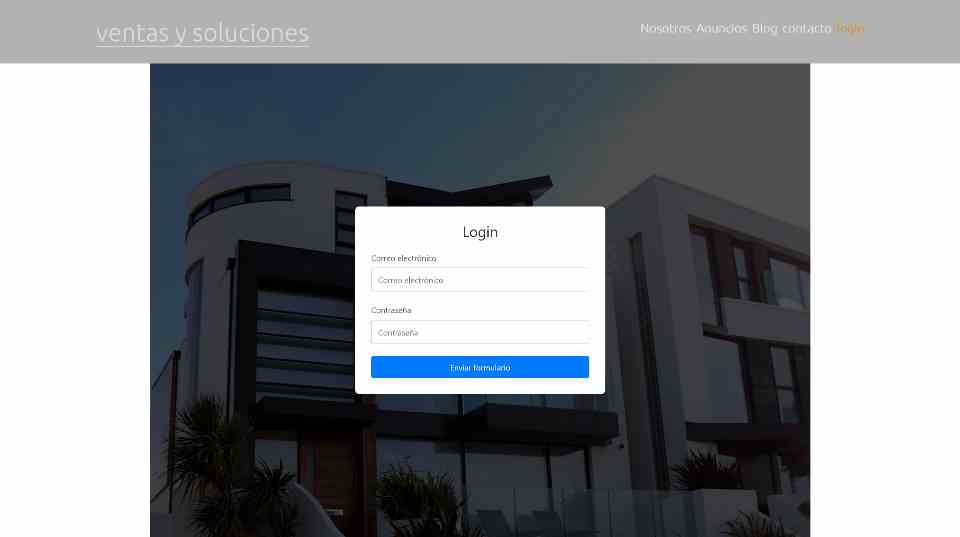 ventas y soluciones
Nosotros Anuncios Blog contacto login
Login
Correo electrónico
Correo electrónico
Contraseña
Contraseña
Enviar formulario